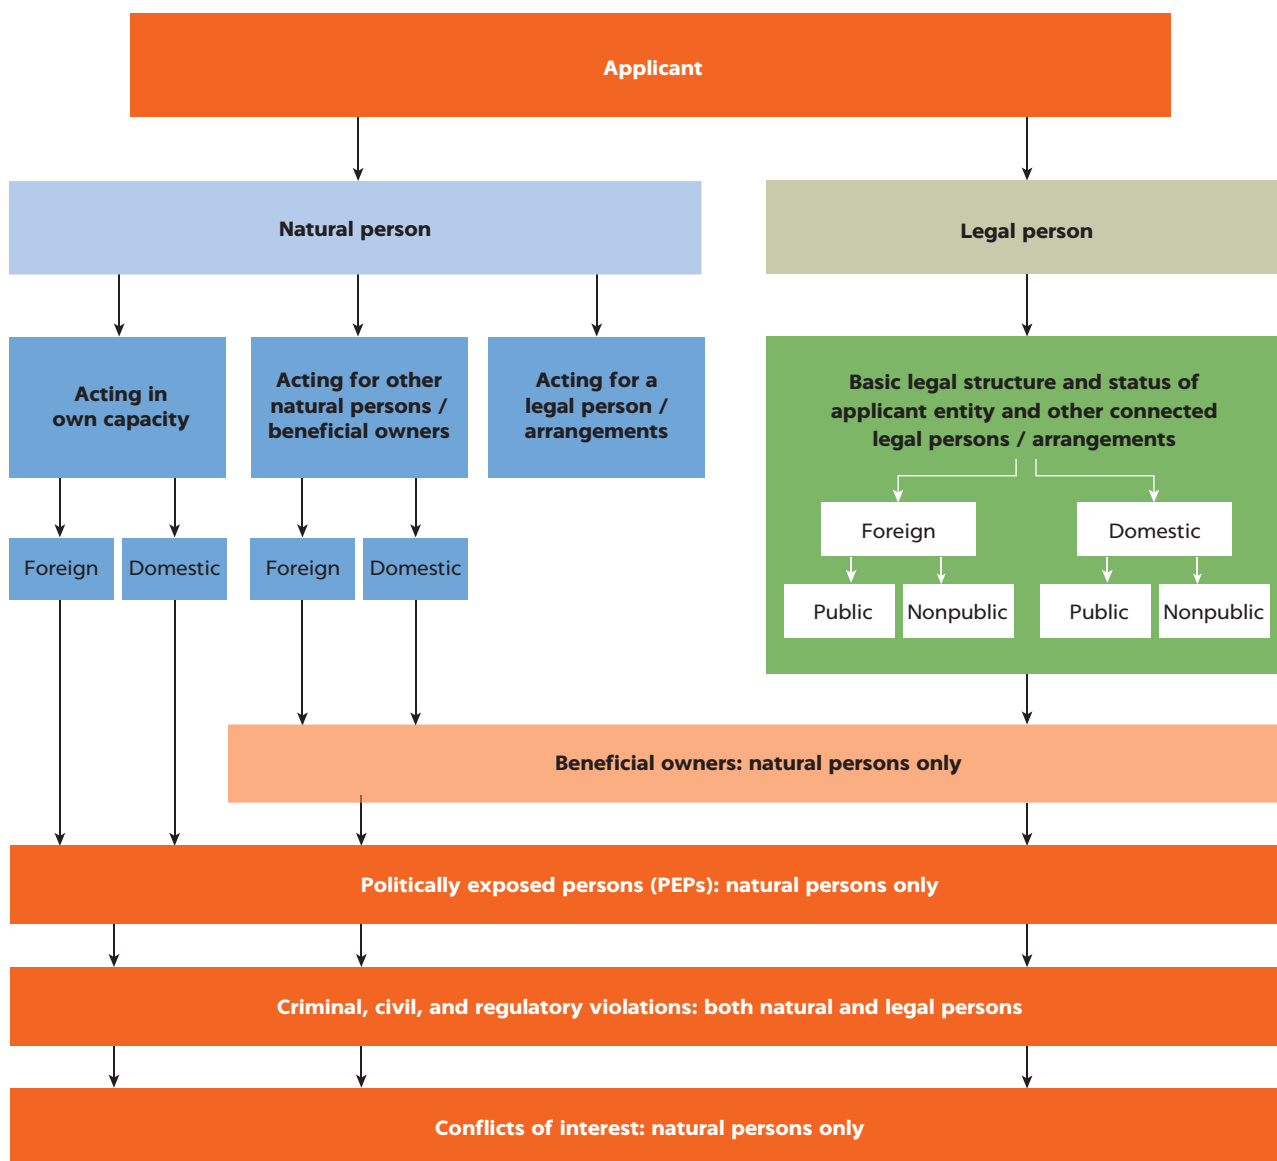 Applicant
Natural person
Legal person
Acting in
own capacity
Acting for other
natural persons /
beneficial owners
Acting for a
legal person /
arrangements
Basic legal structure and status of
applicant entity and other connected
legal persons / arrangements
Foreign
Domestic
Foreign
Domestic
Foreign
Domestic
Public
Nonpublic
Public
Nonpublic
Beneficial owners: natural persons only
Politically exposed persons (PEPs): natural persons only
Criminal, civil, and regulatory violations: both natural and legal persons
Conflicts of interest: natural persons only